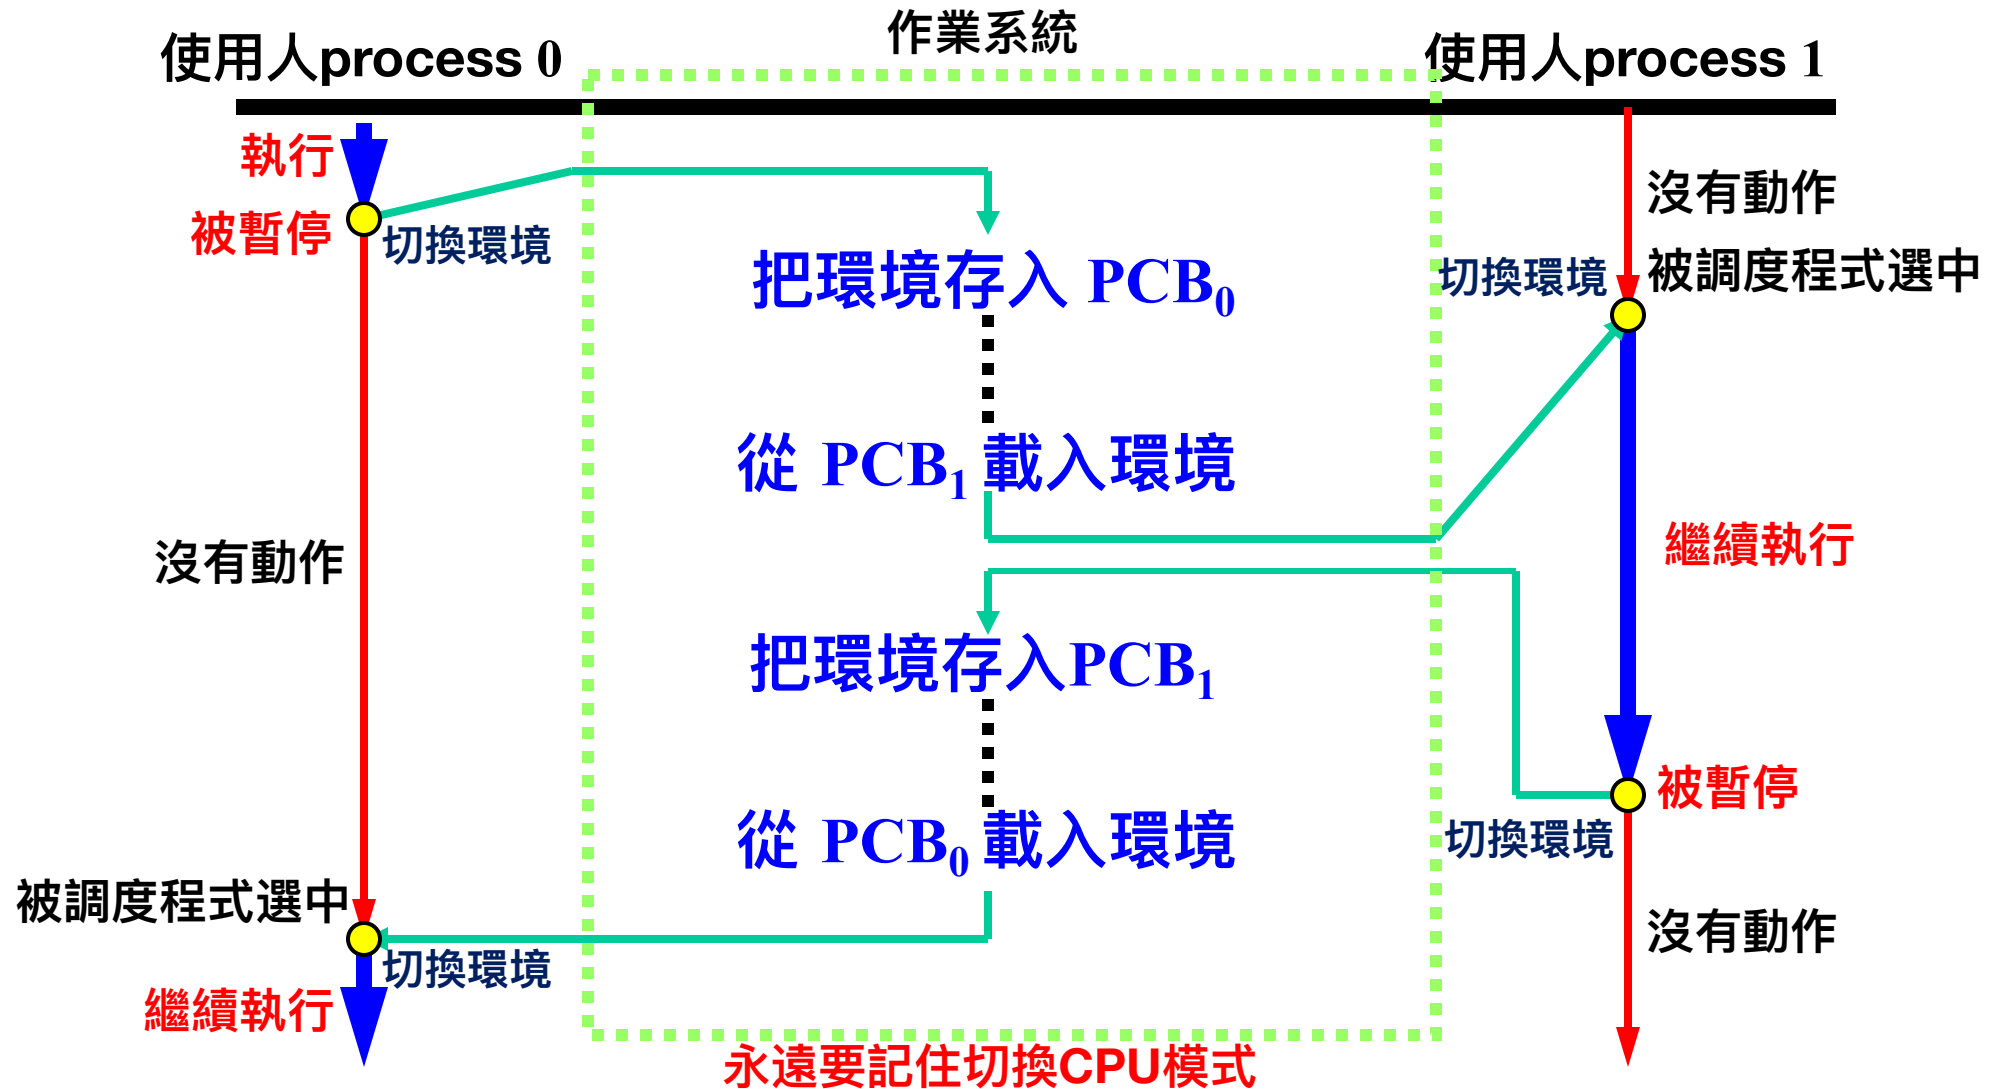 作業系統
使用人process 0
使用人process 1
執行
被暫停
切換環境
沒有動作
切換環境
被調度程式選中
把環境存入 PCB₀
從 PCB₁ 載入環境
繼續執行
沒有動作
把環境存入PCB₁
被暫停
切換環境
從 PCB₀ 載入環境
被調度程式選中
沒有動作
切換環境
繼續執行
永遠要記住切換CPU模式